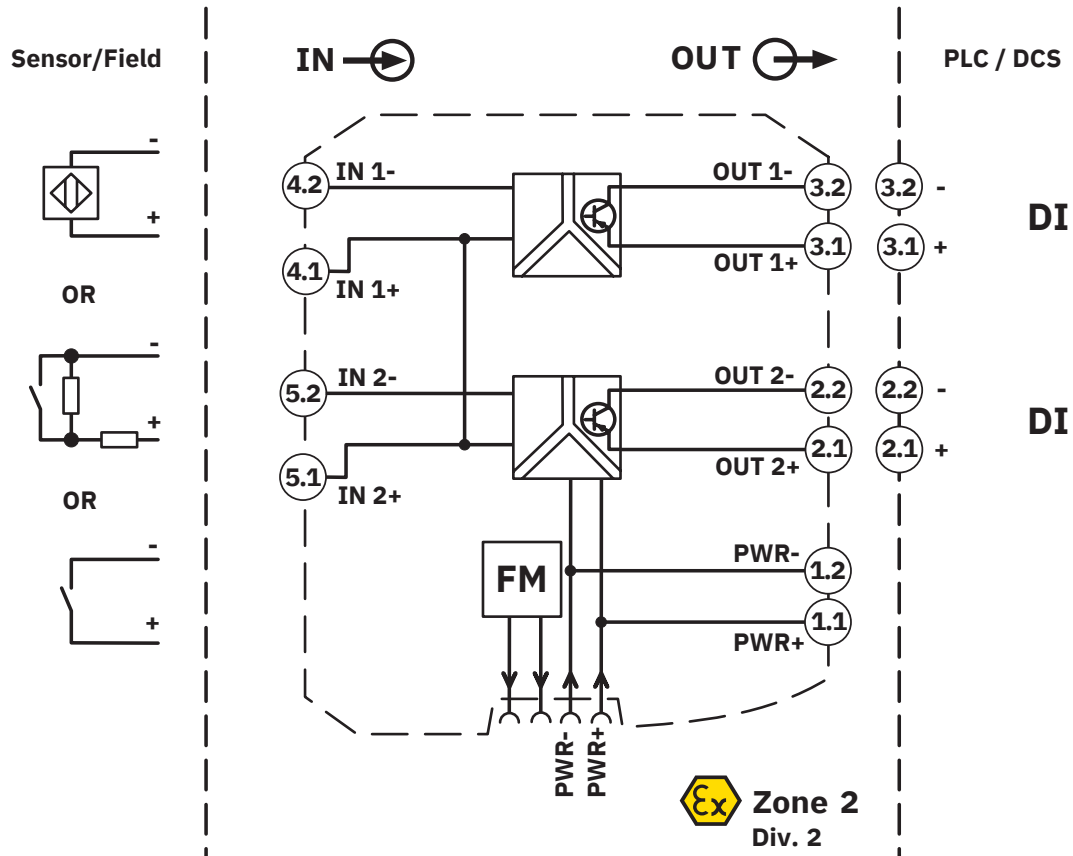 Sensor/Field
IN
OUT
PLC / DCS
-
+
OR
-
+
OR
-
+
4.2
IN 1-
4.1
IN 1+
5.2
IN 2-
5.1
IN 2+
OUT 1-
3.2
3.1
OUT 1+
OUT 2-
2.2
2.1
OUT 2+
FM
PWR-
1.2
1.1
PWR+
PWR-
PWR+
3.2 -
3.1 +
DI
2.2 -
2.1 +
DI
Ex
Zone 2
Div. 2